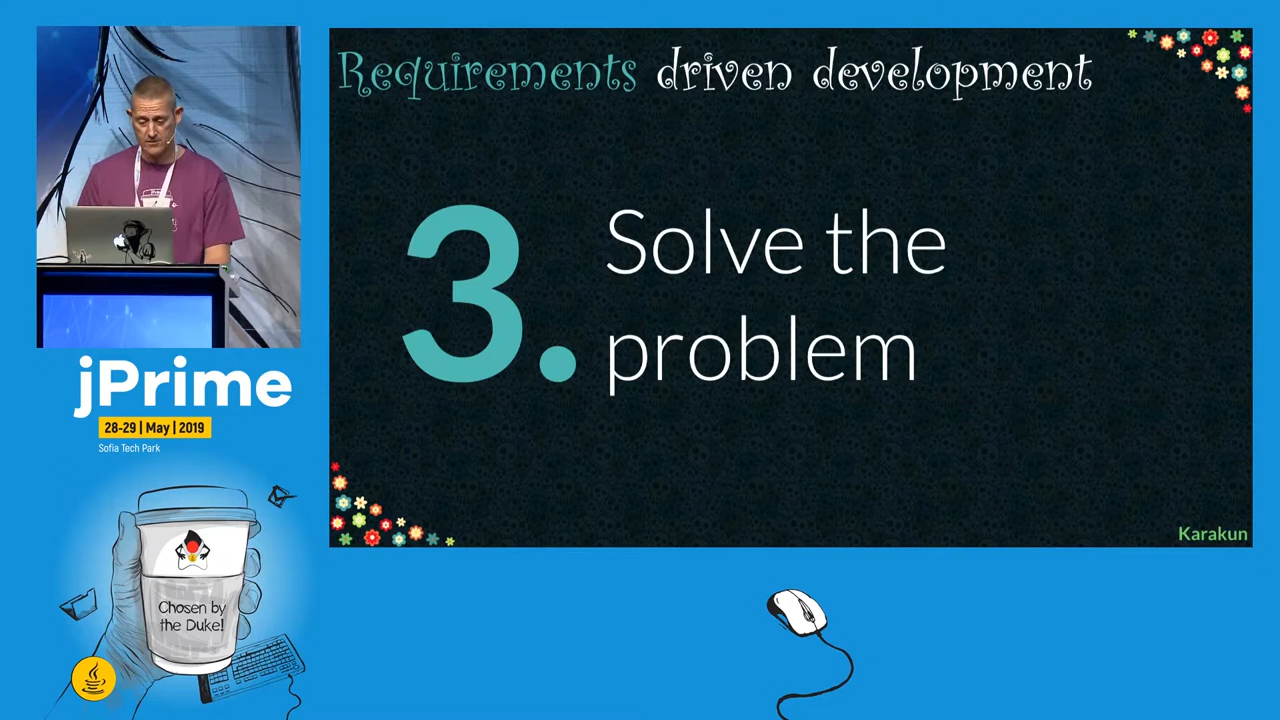 Requirements driven development
3. Solve the
problem
Karakun
jPrime
28-29 | May | 2019
Sofia Tech Park
Chosen by
the Duke!